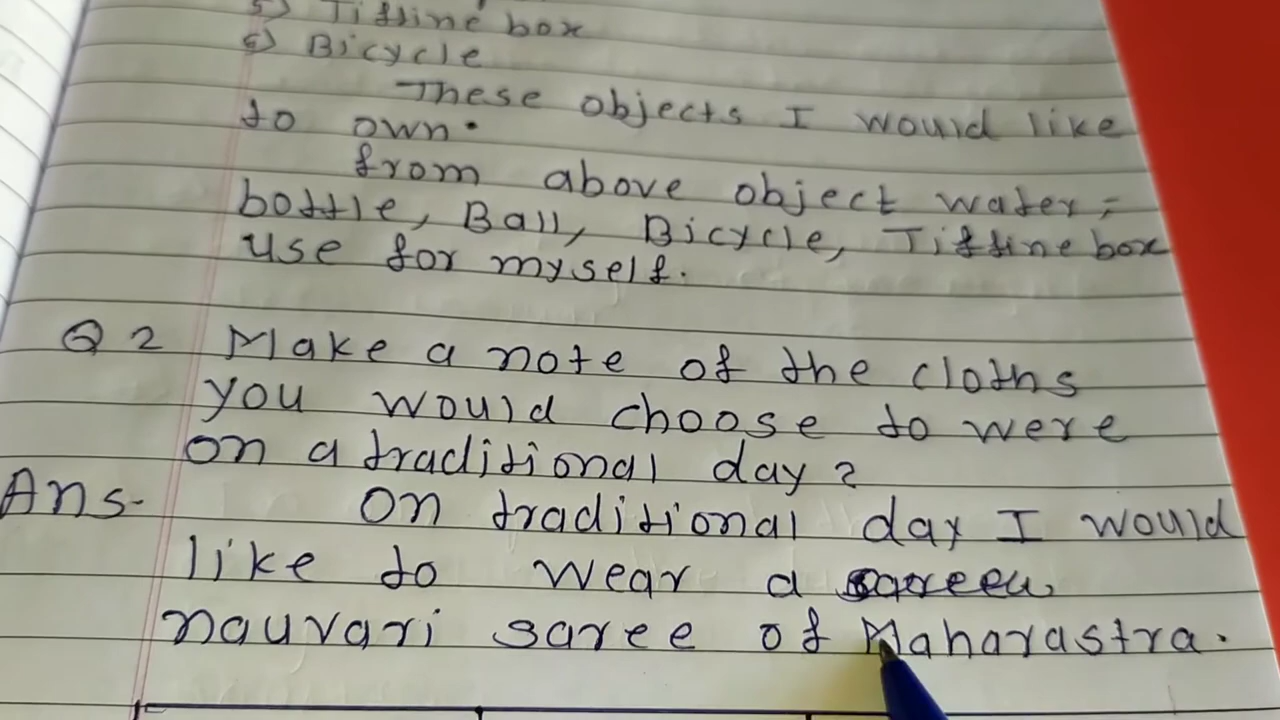 5) Tiffine box
6) Bicycle
These objects I would like
to own.
from above object water =
bottle, Ball, Bicycle, Tiffine box
use for myself.
Q2 Make a note of the cloths
you would choose to were
on a traditional day?
Ans- On traditional day I would
like to wear a
nauvari saree of Maharastra.